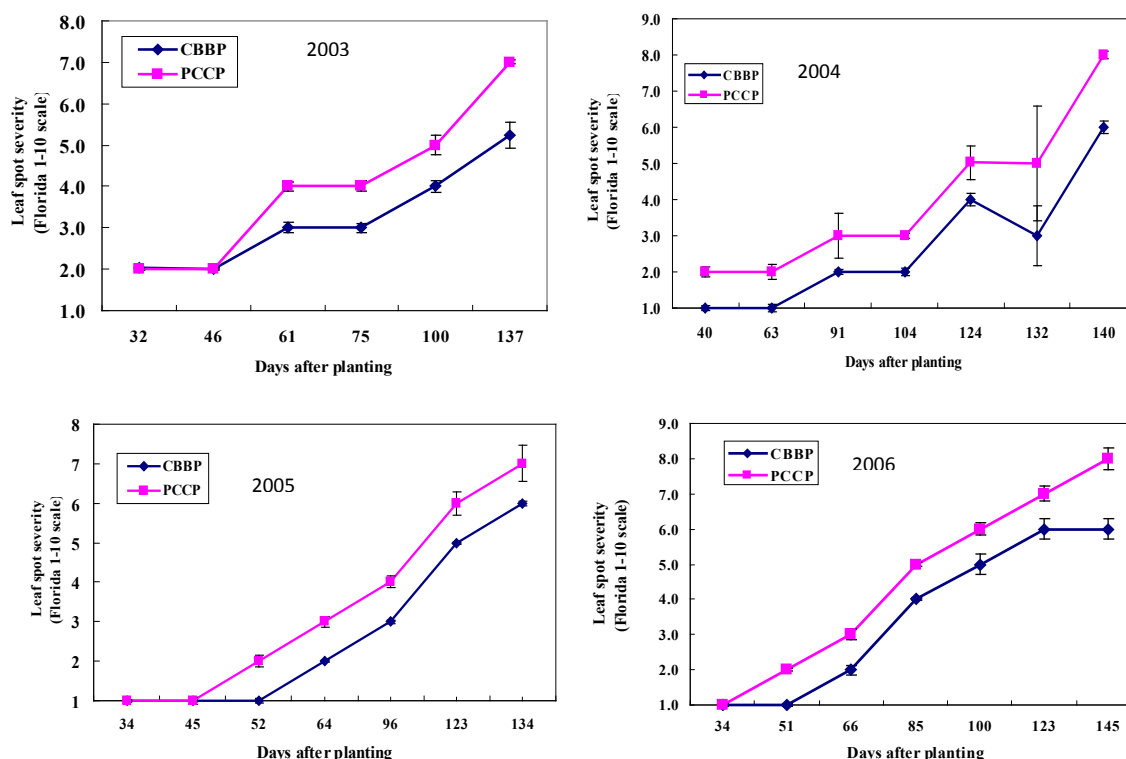 8.0
7.0
6.0
5.0
4.0
3.0
2.0
1.0
Leaf spot severity
(Florida 1-10 scale)
CBBP
PCCP
2003
32 46 61 75 100 137
Days after planting
9.0
8.0
7.0
6.0
5.0
4.0
3.0
2.0
1.0
Leaf spot severity
(Florida 1-10 scale)
CBBP
PCCP
2004
40 63 91 104 124 132 140
Days after planting
8
7
6
5
4
3
2
1
Leaf spot severity
(Florida 1-10 scale)
CBBP
PCCP
2005
34 45 52 64 96 123 134
Days after planting
9.0
8.0
7.0
6.0
5.0
4.0
3.0
2.0
1.0
Leaf spot severity
(Florida 1-10 scale)
CBBP
PCCP
2006
34 51 66 85 100 123 145
Days after planting